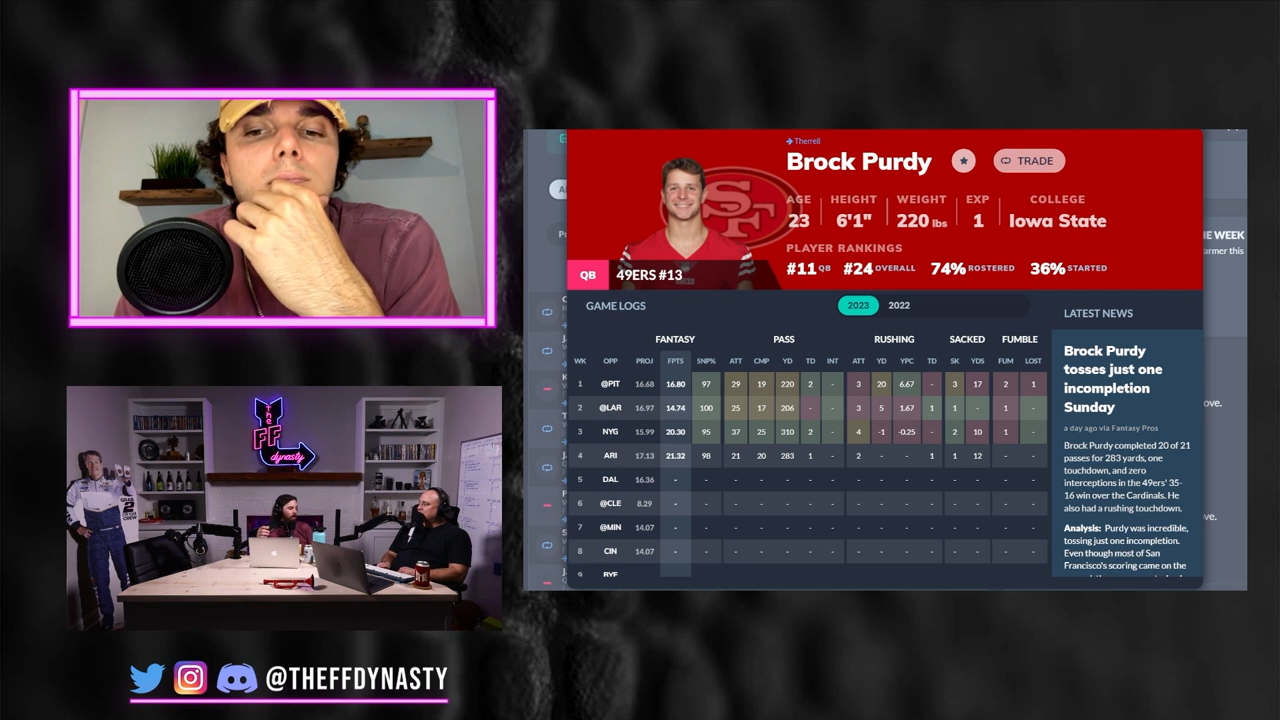 The
FF
dynasty
@THEFFDYNASTY
Therrell
Brock Purdy
TRADE
AGE HEIGHT WEIGHT EXP COLLEGE
23 6'1" 220 lbs 1 Iowa State
PLAYER RANKINGS
#11 QB #24 OVERALL 74% ROSTERED 36% STARTED
SF
QB 49ERS #13
GAME LOGS 2023 2022
FANTASY PASS RUSHING SACKED FUMBLE
WK OPP PROJ FPTS SNP% ATT CMP YD TD INT ATT YD YPC TD SK YDS FUM LOST
1 @PIT 16.68 16.80 97 29 19 220 2 - 3 20 6.67 - 3 17 2 1
2 @LAR 16.97 14.74 100 25 17 206 - - 3 5 1.67 1 1 - 1 -
3 NYG 15.99 20.30 95 37 25 310 2 - 4 -1 -0.25 - 2 10 1 -
4 ARI 17.13 21.32 98 21 20 283 1 - 2 - - 1 1 12 - -
5 DAL 16.36 - - - - - - - - - - - - - - -
6 @CLE 8.29 - - - - - - - - - - - - - - -
7 @MIN 14.07 - - - - - - - - - - - - - - -
8 CIN 14.07 - - - - - - - - - - - - - - -
9 BYE
LATEST NEWS
Brock Purdy
tosses just one
incompletion
Sunday
a day ago via Fantasy Pros
Brock Purdy completed 20 of 21
passes for 283 yards, one
touchdown, and zero
interceptions in the 49ers' 35-
16 win over the Cardinals. He
also had a rushing touchdown.
Analysis: Purdy was incredible,
tossing just one incompletion.
Even though most of San
Francisco's scoring came on the
E WEEK
armer this
ove.
ve.